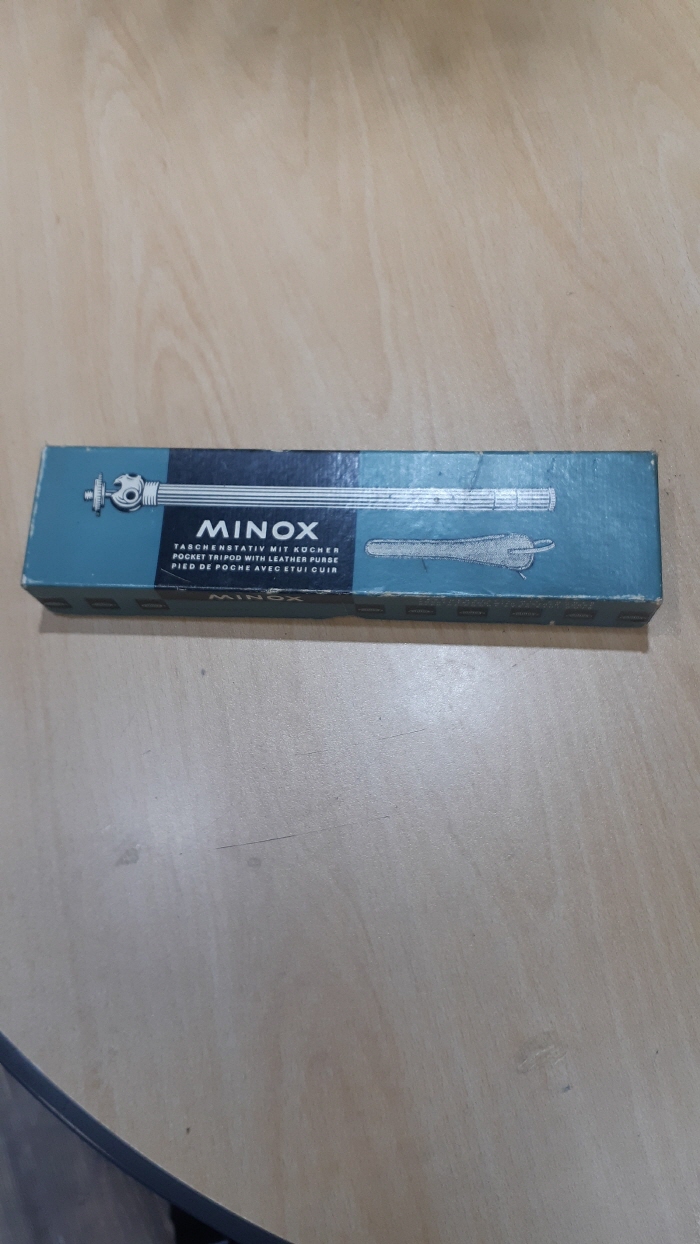 MINOX
TASCHENSTATIV MIT KÖCHER
POCKET TRIPOD WITH LEATHER PURSE
PIED DE POCHE AVEC ETUI CUIR
MINOX